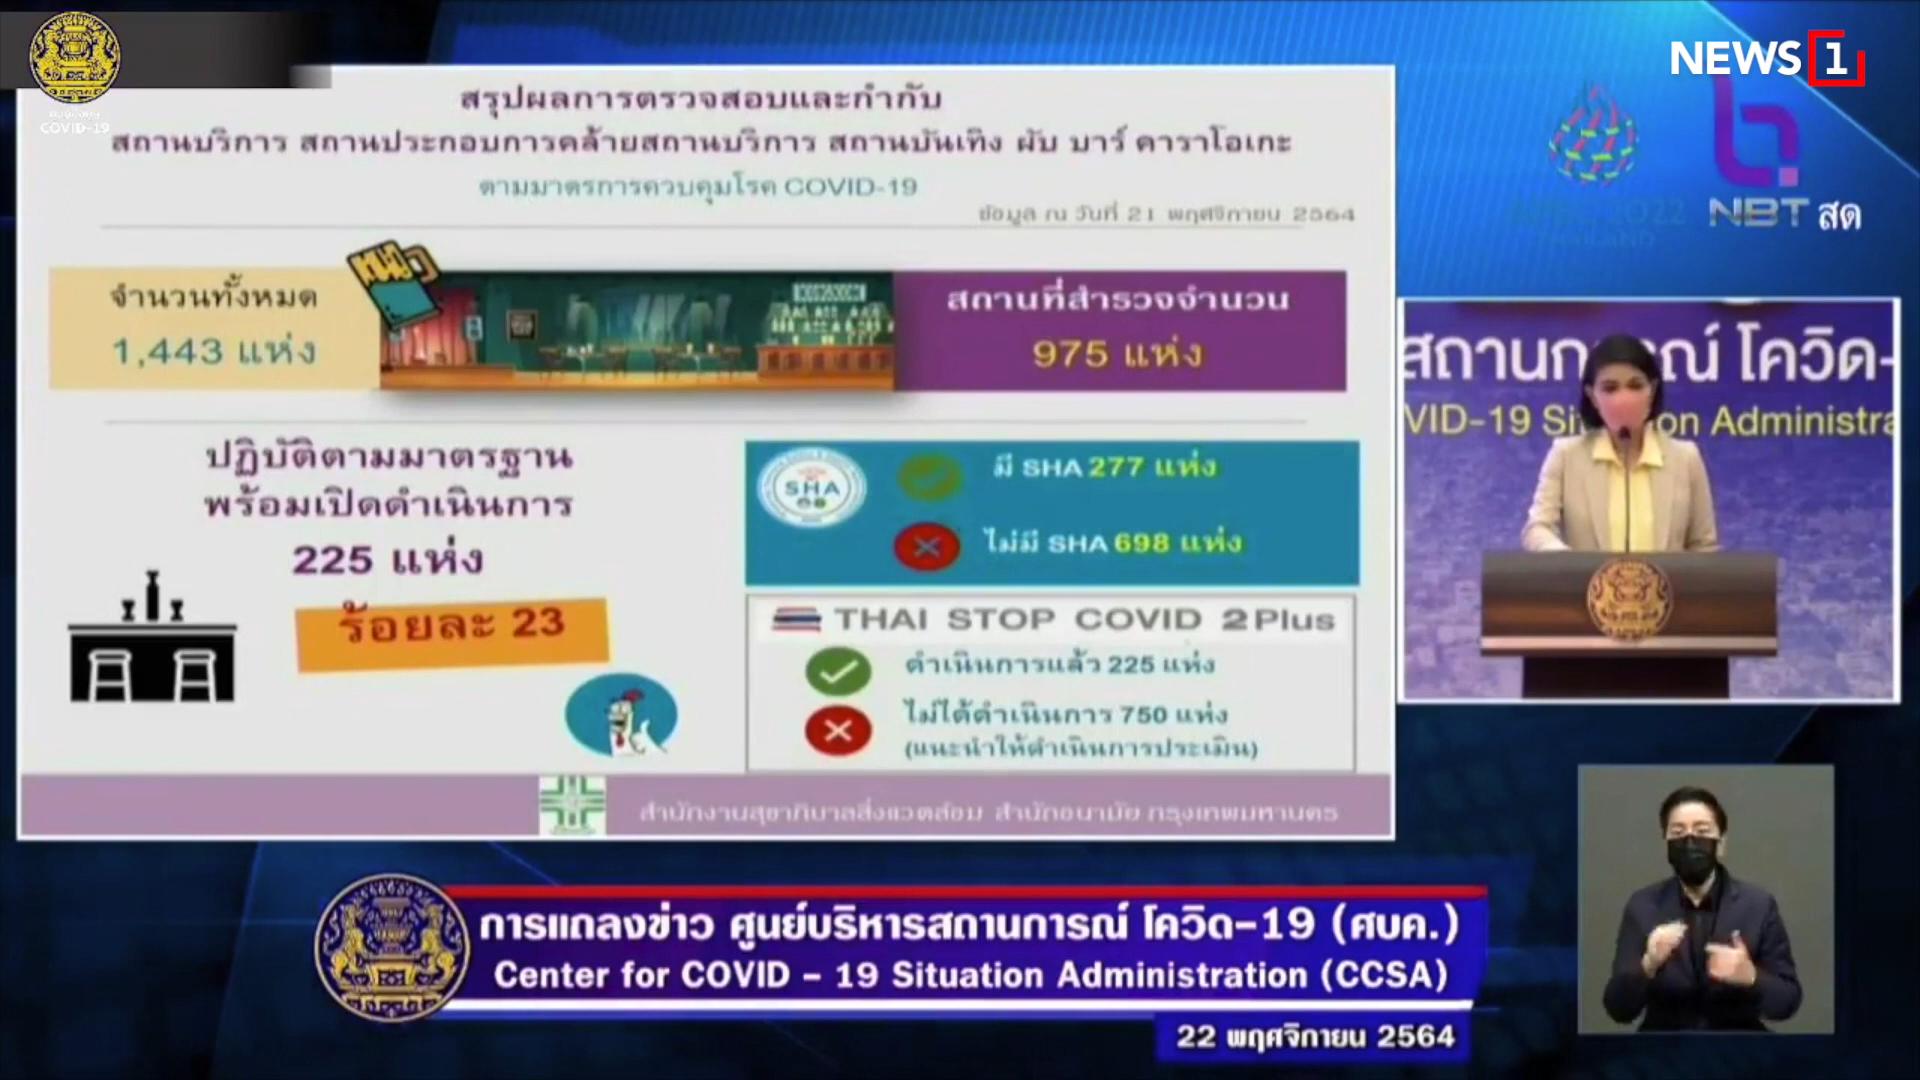 COVID-19
NEWS 1
สรุปผลการตรวจสอบและกำกับ
สถานบริการ สถานประกอบการคล้ายสถานบริการ สถานบันเทิง ผับ บาร์ คาราโอเกะ
ตามมาตรการควบคุมโรค COVID-19
ข้อมูล ณ วันที่ 21 พฤศจิกายน 2564
NBT สด
จำนวนทั้งหมด
1,443 แห่ง
สถานที่สำรวจจำนวน
975 แห่ง
ปฏิบัติตามมาตรฐาน
พร้อมเปิดดำเนินการ
225 แห่ง
ร้อยละ 23
SHA
มี SHA 277 แห่ง
ไม่มี SHA 698 แห่ง
THAI STOP COVID 2Plus
ดำเนินการแล้ว 225 แห่ง
ไม่ได้ดำเนินการ 750 แห่ง
(แนะนำให้ดำเนินการประเมิน)
สำนักงานสุขาภิบาลสิ่งแวดล้อม สำนักอนามัย กรุงเทพมหานคร
โควิด-
VID-19 on Administra
การแถลงข่าว ศูนย์บริหารสถานการณ์ โควิด-19 (ศบค.)
Center for COVID – 19 Situation Administration (CCSA)
22 พฤศจิกายน 2564